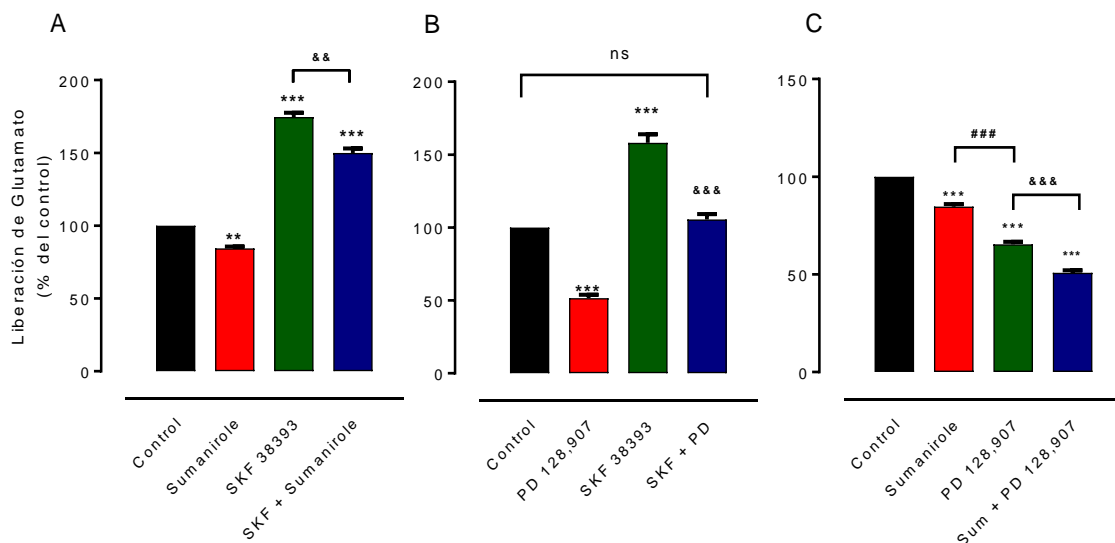 A
B
C
Liberación de Glutamato
(% del control)
200
150
100
50
0
**
***
***
&&
Control
Sumanirole
SKF 38393
SKF + Sumanirole
200
150
100
50
0
ns
***
***
&&&
Control
PD 128,907
SKF 38393
SKF + PD
150
100
50
0
###
&&&
***
***
***
Control
Sumanirole
PD 128,907
Sum + PD 128,907